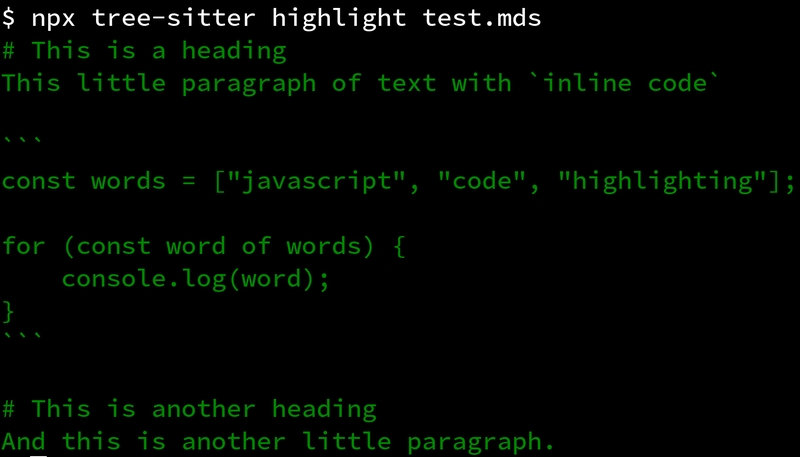 $ npx tree-sitter highlight test.mds
# This is a heading
This little paragraph of text with `inline code`
```
const words = ["javascript", "code", "highlighting"];
for (const word of words) {
    console.log(word);
}
```
# This is another heading
And this is another little paragraph.